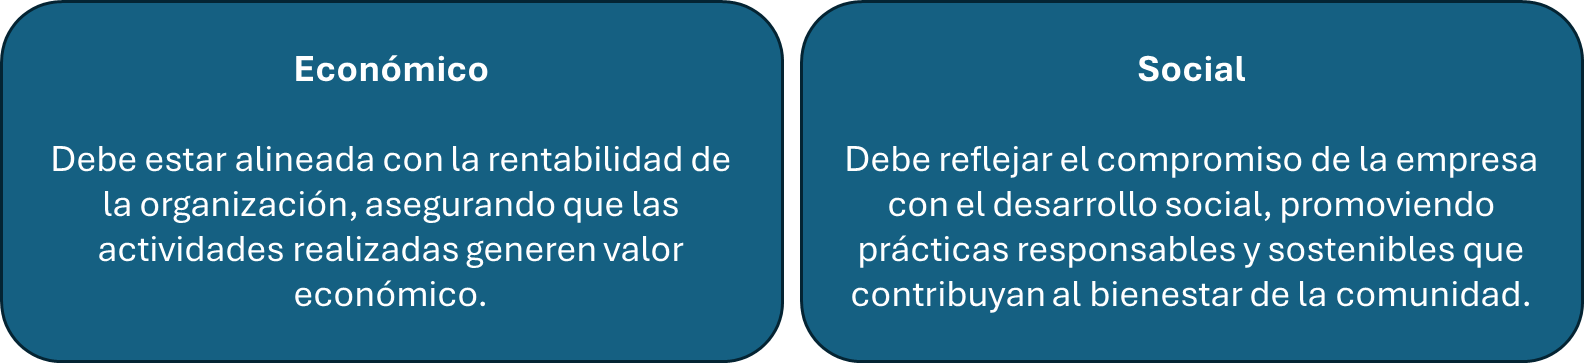 Económico
Debe estar alineada con la rentabilidad de
la organización, asegurando que las
actividades realizadas generen valor
económico.
Social
Debe reflejar el compromiso de la empresa
con el desarrollo social, promoviendo
prácticas responsables y sostenibles que
contribuyan al bienestar de la comunidad.